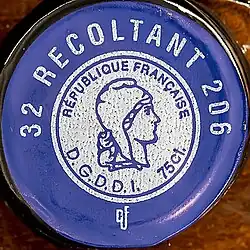 32 RECOLTANT 206
RÉPUBLIQUE FRANÇAISE
D.G.D.D.I. 75cl